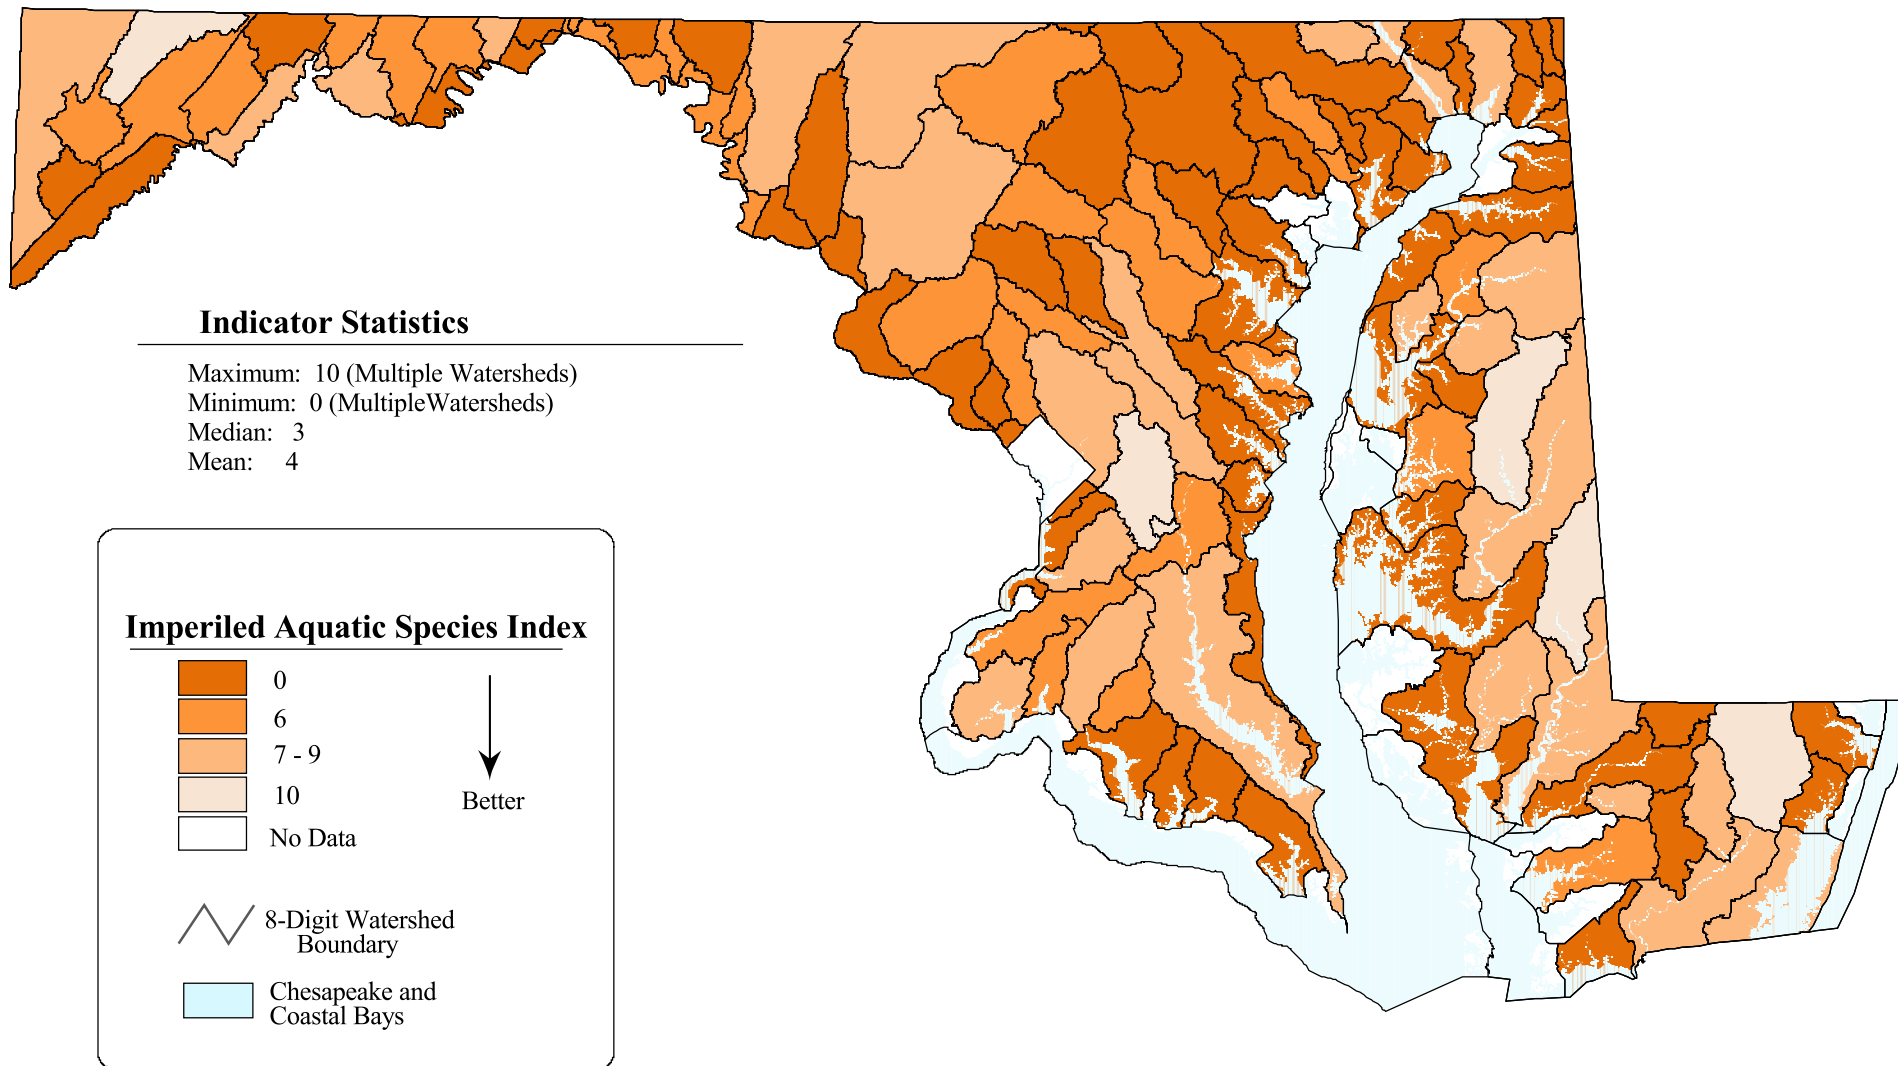 Indicator Statistics
Maximum: 10 (Multiple Watersheds)
Minimum: 0 (MultipleWatersheds)
Median: 3
Mean: 4
Imperiled Aquatic Species Index
0
6
7 - 9
10
No Data
Better
8-Digit Watershed
Boundary
Chesapeake and
Coastal Bays